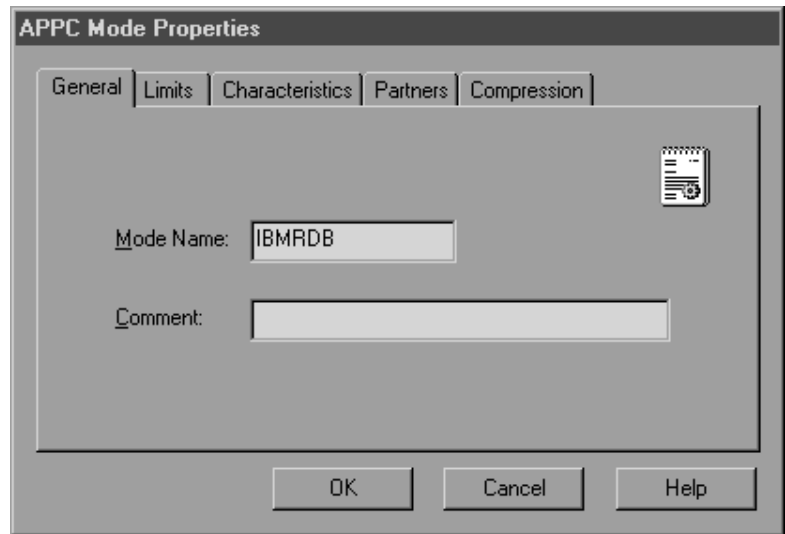 APPC Mode Properties
General Limits Characteristics Partners Compression
Mode Name: IBMRDB
Comment:
OK Cancel Help